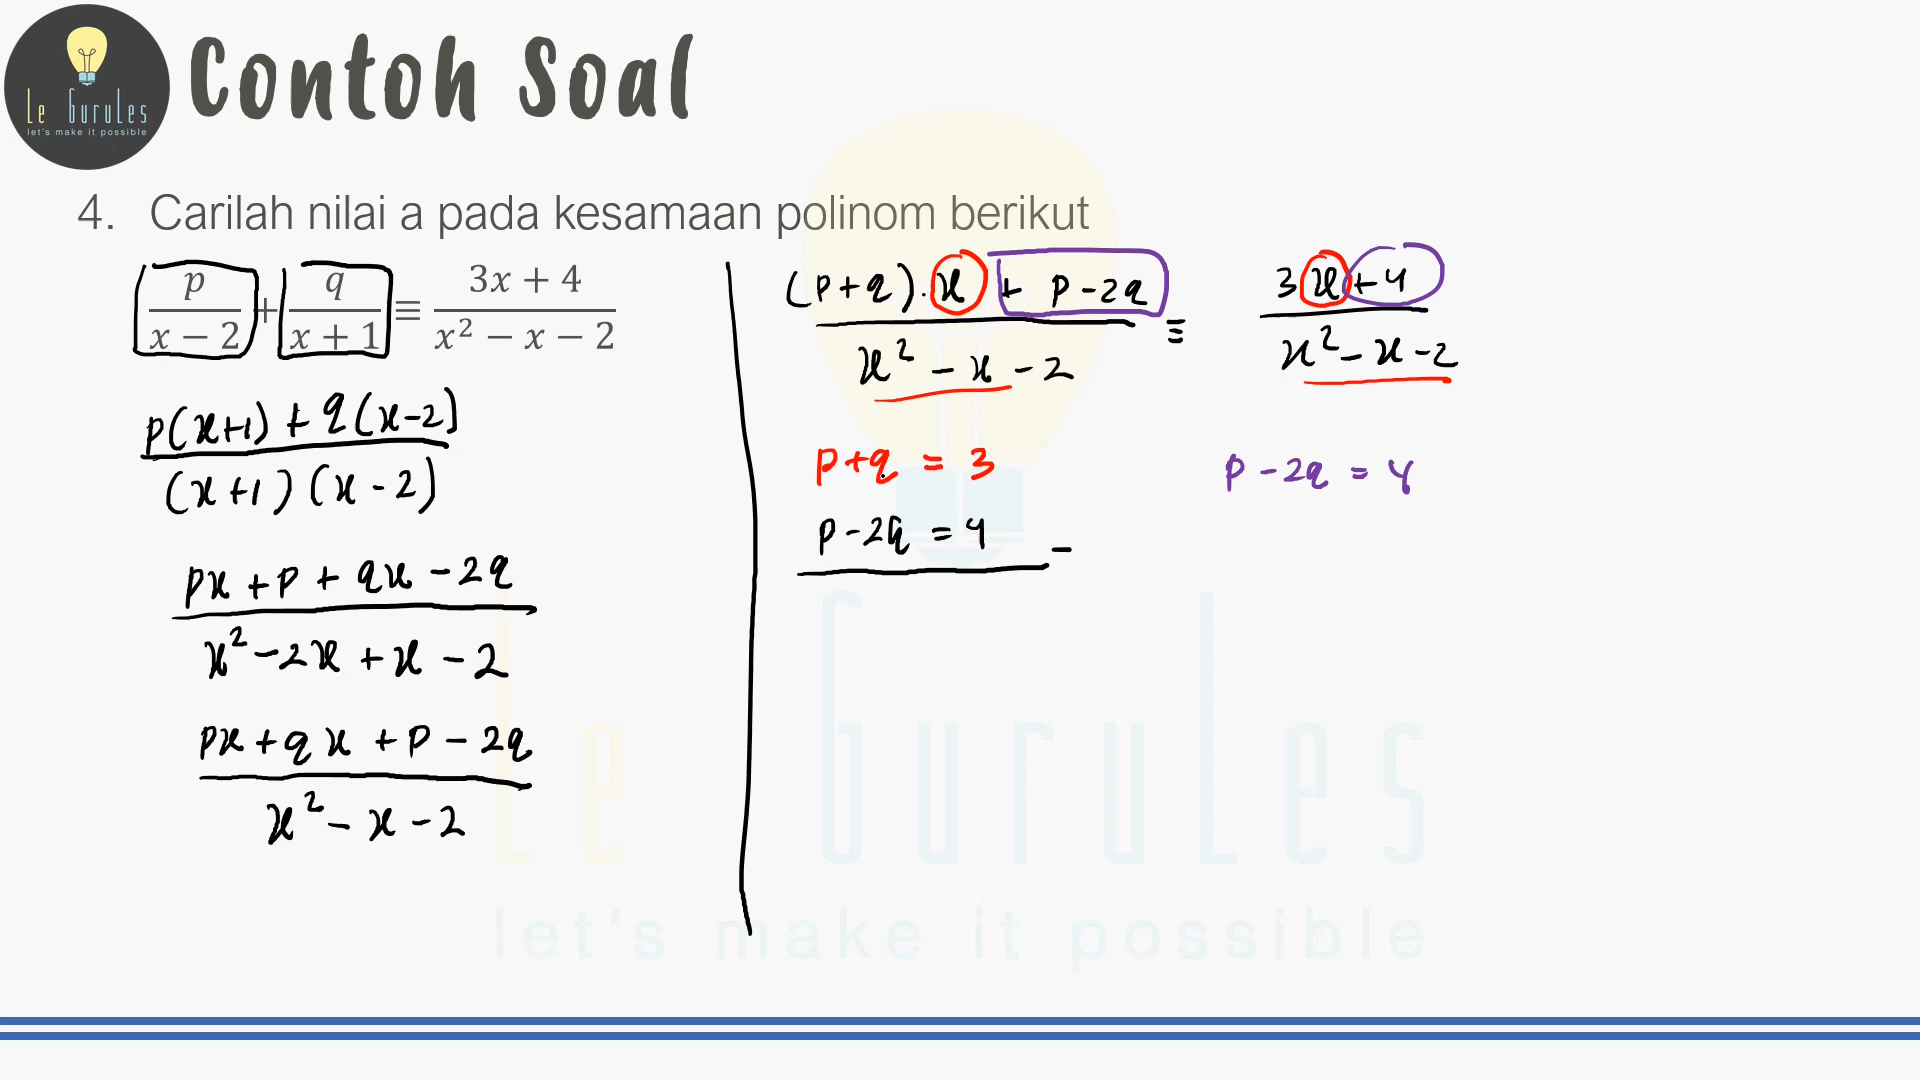 Le GuruLes
let's make it possible
Contoh Soal
4. Carilah nilai a pada kesamaan polinom berikut
p/(x − 2) + q/(x + 1) ≡ (3x + 4)/(x² − x − 2)
p(x+1) + q(x-2)
(x+1) (x-2)
px + p + qx - 2q
x² - 2x + x - 2
px + qx + p - 2q
x² - x - 2
(p+q).x + p-2q ≡ 3x+4
x² - x - 2 x² - x - 2
p+q = 3 p - 2q = 4
p - 2q = 4 -
Le GuruLes
let's make it possible